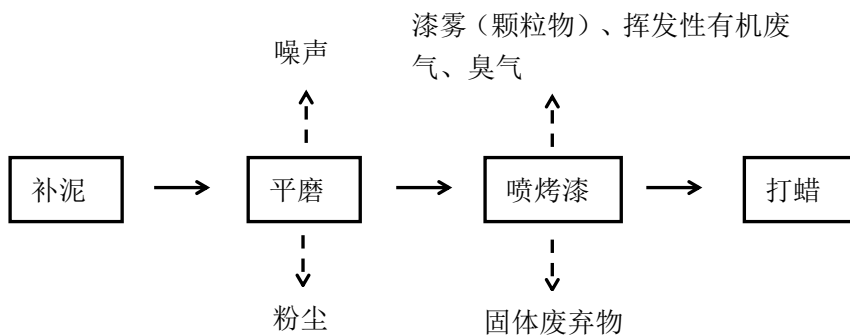 漆雾（颗粒物）、挥发性有机废
气、臭气
噪声
补泥
平磨
喷烤漆
打蜡
粉尘
固体废弃物